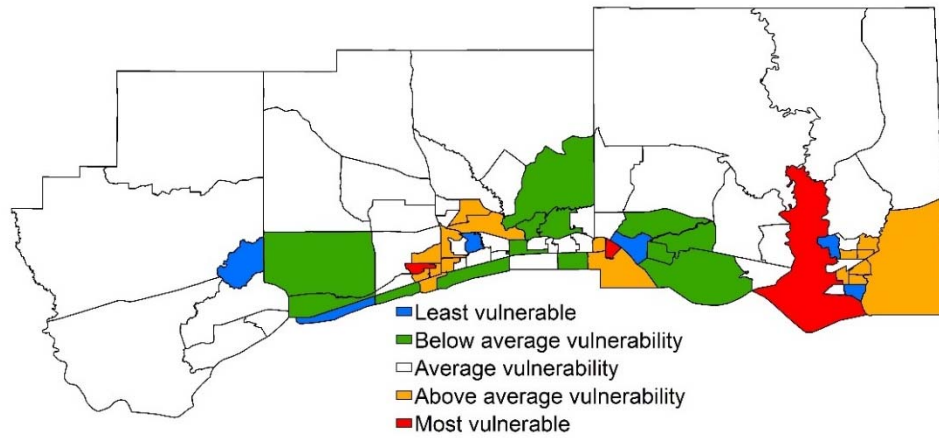 Least vulnerable
Below average vulnerability
Average vulnerability
Above average vulnerability
Most vulnerable